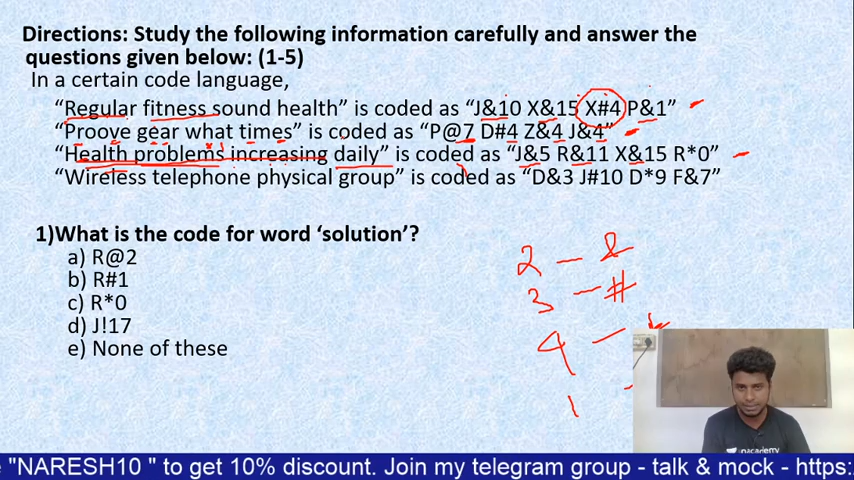 Directions: Study the following information carefully and answer the
questions given below: (1-5)
In a certain code language,
“Regular fitness sound health” is coded as “J&10 X&15 X#4 P&1”
“Proove gear what times” is coded as “P@7 D#4 Z&4 J&4”
“Health problems increasing daily” is coded as “J&5 R&11 X&15 R*0”
“Wireless telephone physical group” is coded as “D&3 J#10 D*9 F&7”
1)What is the code for word ‘solution’?
a) R@2
b) R#1
c) R*0
d) J!17
e) None of these
2 – &
3 – #
4 –
1
e "NARESH10 " to get 10% discount. Join my telegram group - talk & mock - https: